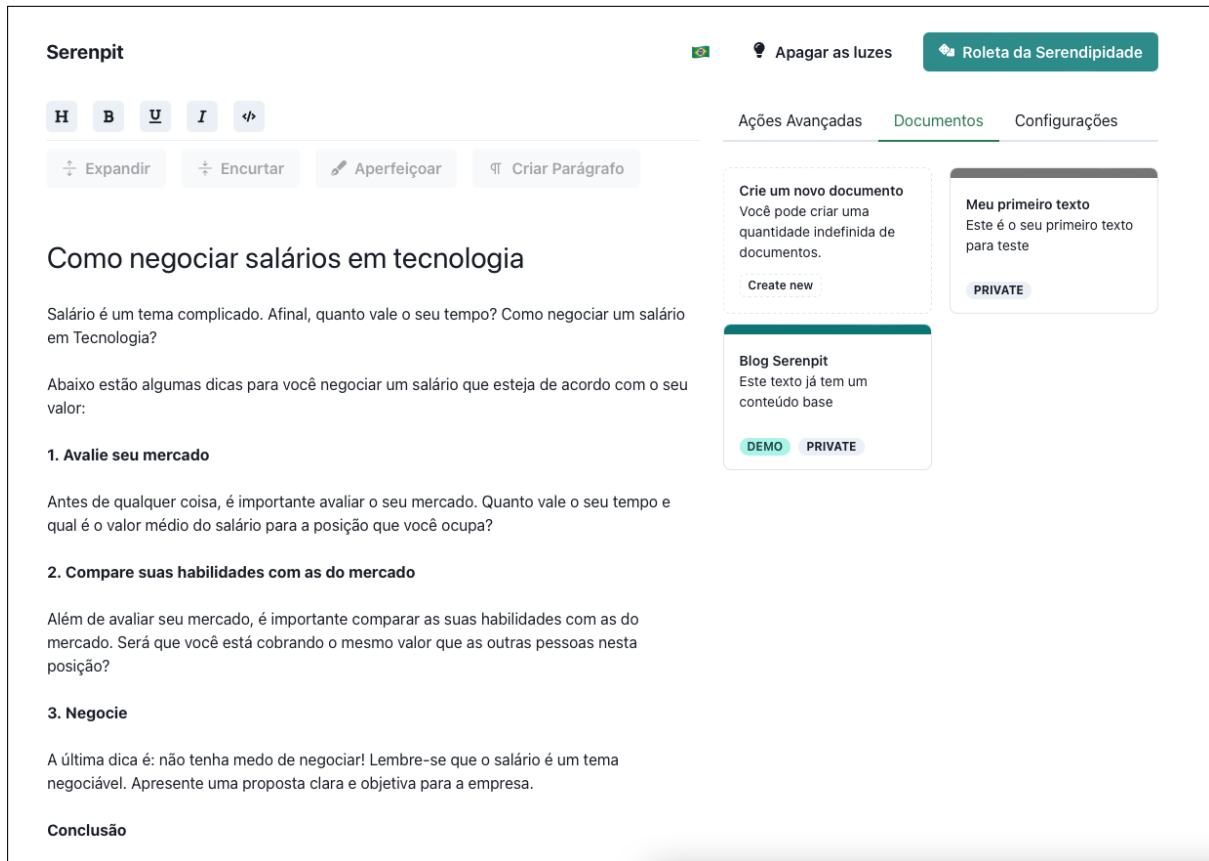 Serenpit
Apagar as luzes
Roleta da Serendipidade
H B U I </>
Expandir
Encurtar
Aperfeiçoar
Criar Parágrafo
Como negociar salários em tecnologia
Salário é um tema complicado. Afinal, quanto vale o seu tempo? Como negociar um salário
em Tecnologia?
Abaixo estão algumas dicas para você negociar um salário que esteja de acordo com o seu
valor:
1. Avalie seu mercado
Antes de qualquer coisa, é importante avaliar o seu mercado. Quanto vale o seu tempo e
qual é o valor médio do salário para a posição que você ocupa?
2. Compare suas habilidades com as do mercado
Além de avaliar seu mercado, é importante comparar as suas habilidades com as do
mercado. Será que você está cobrando o mesmo valor que as outras pessoas nesta
posição?
3. Negocie
A última dica é: não tenha medo de negociar! Lembre-se que o salário é um tema
negociável. Apresente uma proposta clara e objetiva para a empresa.
Conclusão
Ações Avançadas
Documentos
Configurações
Crie um novo documento
Você pode criar uma
quantidade indefinida de
documentos.
Create new
Meu primeiro texto
Este é o seu primeiro texto
para teste
PRIVATE
Blog Serenpit
Este texto já tem um
conteúdo base
DEMO PRIVATE